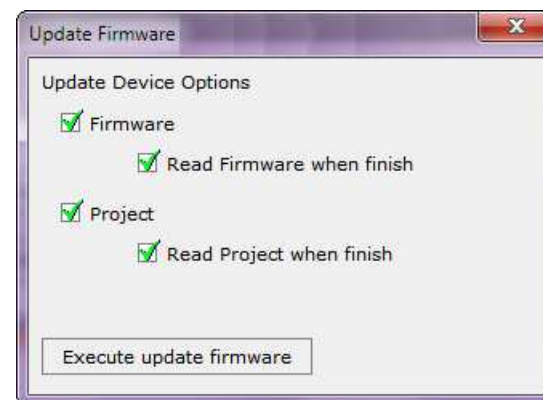 Update Firmware
Update Device Options
Firmware
Read Firmware when finish
Project
Read Project when finish
Execute update firmware